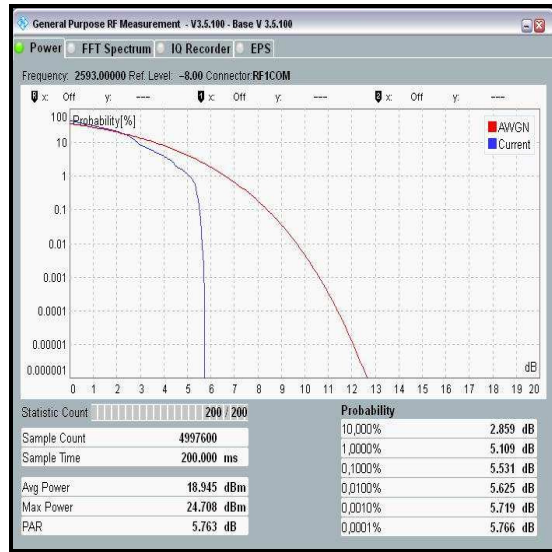 General Purpose RF Measurement - V3.5.100 - Base V 3.5.100
Power FFT Spectrum IQ Recorder EPS
Frequency: 2593.00000 Ref. Level: -8.00 Connector:RF1COM
x: Off y: --- x: Off y: --- x: Off y: ---
Probability[%]
AWGN
Current
100
10
1
0.1
0.01
0.001
0.0001
0.00001
0.000001
dB
0 1 2 3 4 5 6 7 8 9 10 11 12 13 14 15 16 17 18 19 20
Statistic Count 200 / 200
Sample Count 4997600
Sample Time 200.000 ms
Avg Power 18.945 dBm
Max Power 24.708 dBm
PAR 5.763 dB
Probability
10,000% 2.859 dB
1,0000% 5.109 dB
0,1000% 5.531 dB
0,0100% 5.625 dB
0,0010% 5.719 dB
0,0001% 5.766 dB